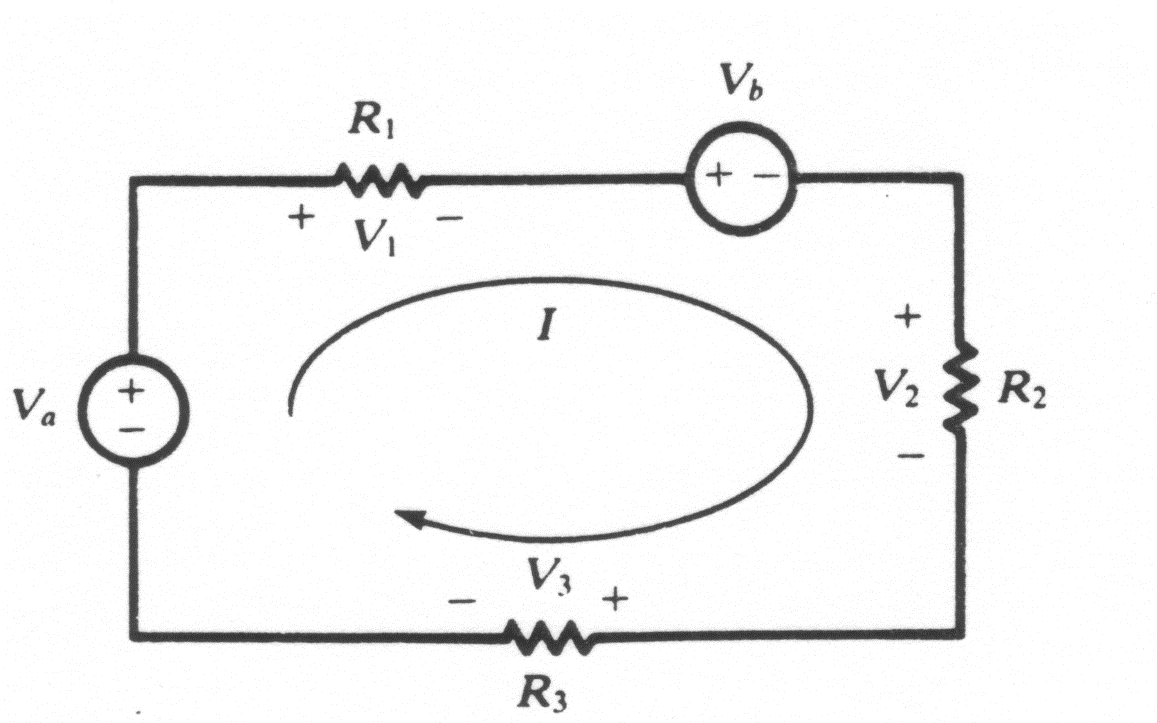 V_b
R_1
+ −
+ V_1 −
I
+
V_a
+
−
V_2 R_2
−
V_3
− +
R_3